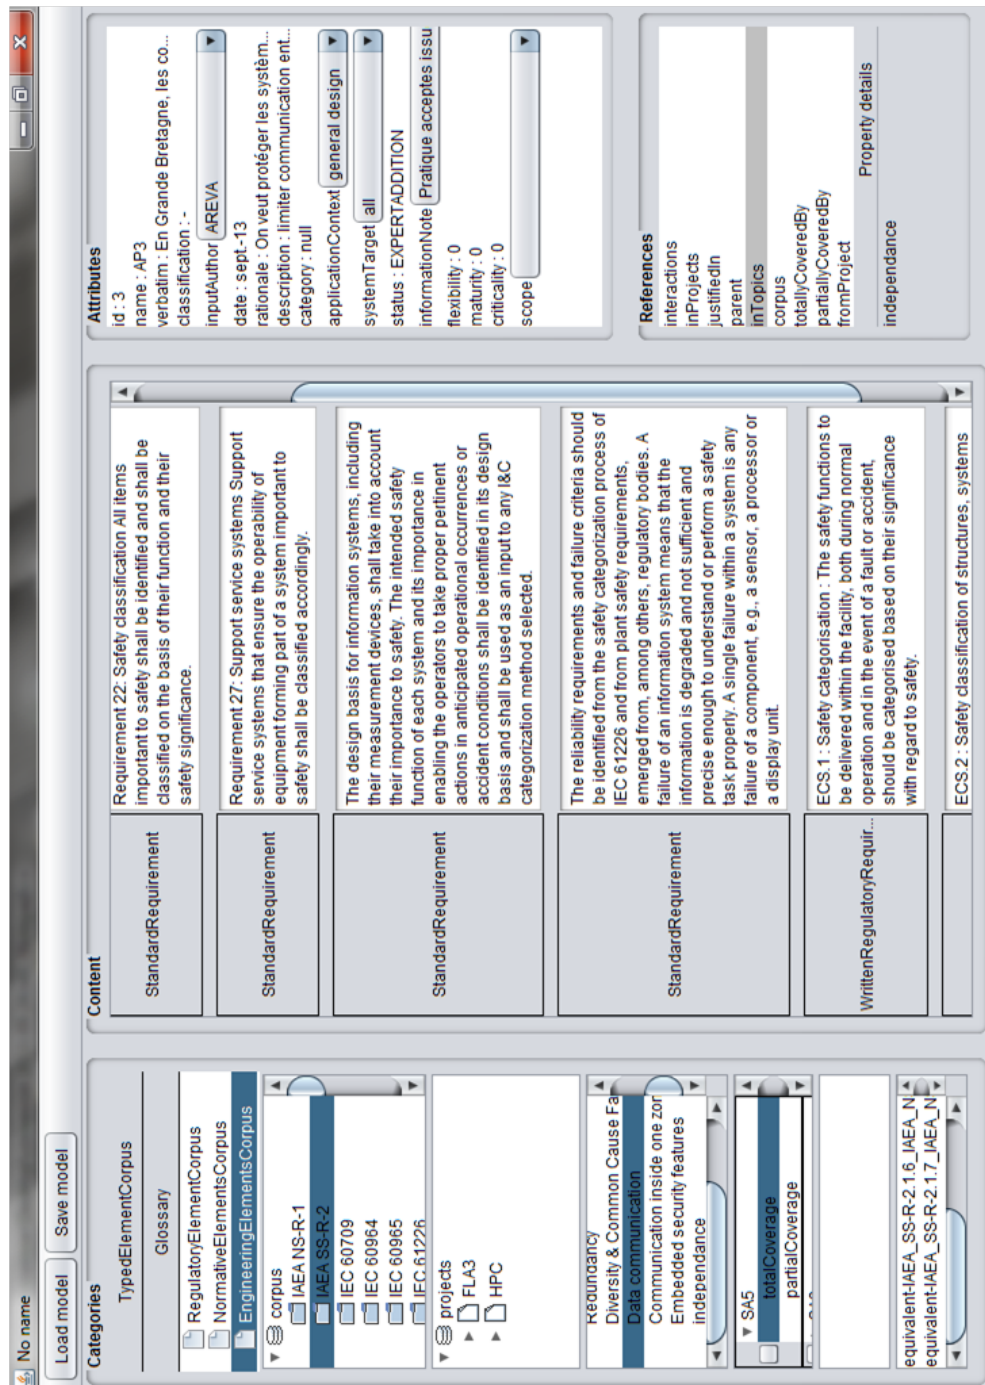 No name
Load model
Save model
Categories
TypedElementCorpus
Glossary
RegulatoryElementCorpus
NormativeElementsCorpus
EngineeringElementsCorpus
corpus
IAEA NS-R-1
IAEA SS-R-2
IEC 60709
IEC 60964
IEC 60965
IEC 61226
projects
FLA3
HPC
Redundancy
Diversity & Common Cause Fa
Data communication
Communication inside one zor
Embedded security features
independance
SA5
totalCoverage
partialCoverage
equivalent-IAEA_SS-R-2.1.6_IAEA_N
equivalent-IAEA_SS-R-2.1.7_IAEA_N
Content
StandardRequirement
Requirement 22: Safety classification All items
important to safety shall be identified and shall be
classified on the basis of their function and their
safety significance.
StandardRequirement
Requirement 27: Support service systems Support
service systems that ensure the operability of
equipment forming part of a system important to
safety shall be classified accordingly.
StandardRequirement
The design basis for information systems, including
their measurement devices, shall take into account
their importance to safety. The intended safety
function of each system and its importance in
enabling the operators to take proper pertinent
actions in anticipated operational occurrences or
accident conditions shall be identified in its design
basis and shall be used as an input to any I&C
categorization method selected.
StandardRequirement
The reliability requirements and failure criteria should
be identified from the safety categorization process of
IEC 61226 and from plant safety requirements,
emerged from, among others, regulatory bodies. A
failure of an information system means that the
information is degraded and not sufficient and
precise enough to understand or perform a safety
task properly. A single failure within a system is any
failure of a component, e.g., a sensor, a processor or
a display unit.
WrittenRegulatoryRequir...
ECS.1 : Safety categorisation : The safety functions to
be delivered within the facility, both during normal
operation and in the event of a fault or accident,
should be categorised based on their significance
with regard to safety.
ECS.2 : Safety classification of structures, systems
Attributes
id : 3
name : AP3
verbatim : En Grande Bretagne, les co...
classification : -
inputAuthor AREVA
date : sept.-13
rationale : On veut protéger les systèm...
description : limiter communication ent...
category : null
applicationContext general design
systemTarget all
status : EXPERTADDITION
informationNote Pratique acceptes issu
flexibility : 0
maturity : 0
criticality : 0
scope
References
interactions
inProjects
justifiedIn
parent
inTopics
corpus
totallyCoveredBy
partiallyCoveredBy
fromProject
Property details
independance